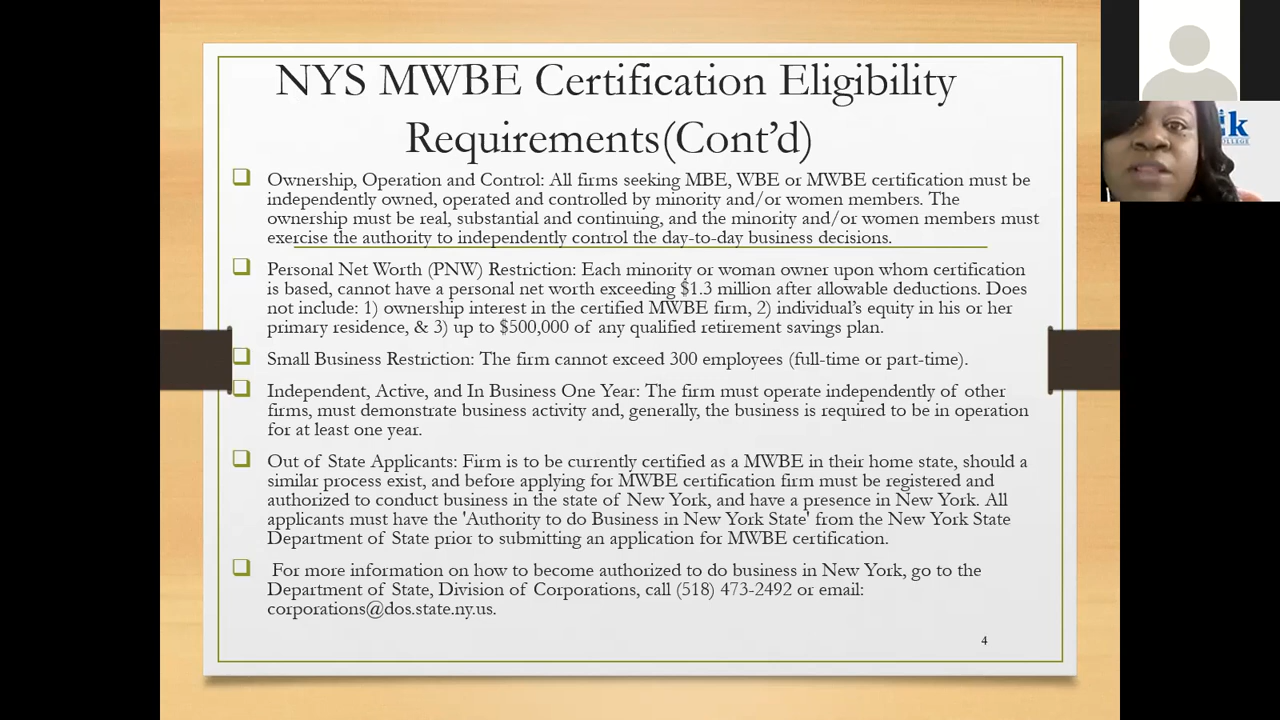 NYS MWBE Certification Eligibility
Requirements(Cont’d)
Ownership, Operation and Control: All firms seeking MBE, WBE or MWBE certification must be
independently owned, operated and controlled by minority and/or women members. The
ownership must be real, substantial and continuing, and the minority and/or women members must
exercise the authority to independently control the day-to-day business decisions.
Personal Net Worth (PNW) Restriction: Each minority or woman owner upon whom certification
is based, cannot have a personal net worth exceeding $1.3 million after allowable deductions. Does
not include: 1) ownership interest in the certified MWBE firm, 2) individual’s equity in his or her
primary residence, & 3) up to $500,000 of any qualified retirement savings plan.
Small Business Restriction: The firm cannot exceed 300 employees (full-time or part-time).
Independent, Active, and In Business One Year: The firm must operate independently of other
firms, must demonstrate business activity and, generally, the business is required to be in operation
for at least one year.
Out of State Applicants: Firm is to be currently certified as a MWBE in their home state, should a
similar process exist, and before applying for MWBE certification firm must be registered and
authorized to conduct business in the state of New York, and have a presence in New York. All
applicants must have the 'Authority to do Business in New York State' from the New York State
Department of State prior to submitting an application for MWBE certification.
For more information on how to become authorized to do business in New York, go to the
Department of State, Division of Corporations, call (518) 473-2492 or email:
corporations@dos.state.ny.us.
4
k
COLLEGE